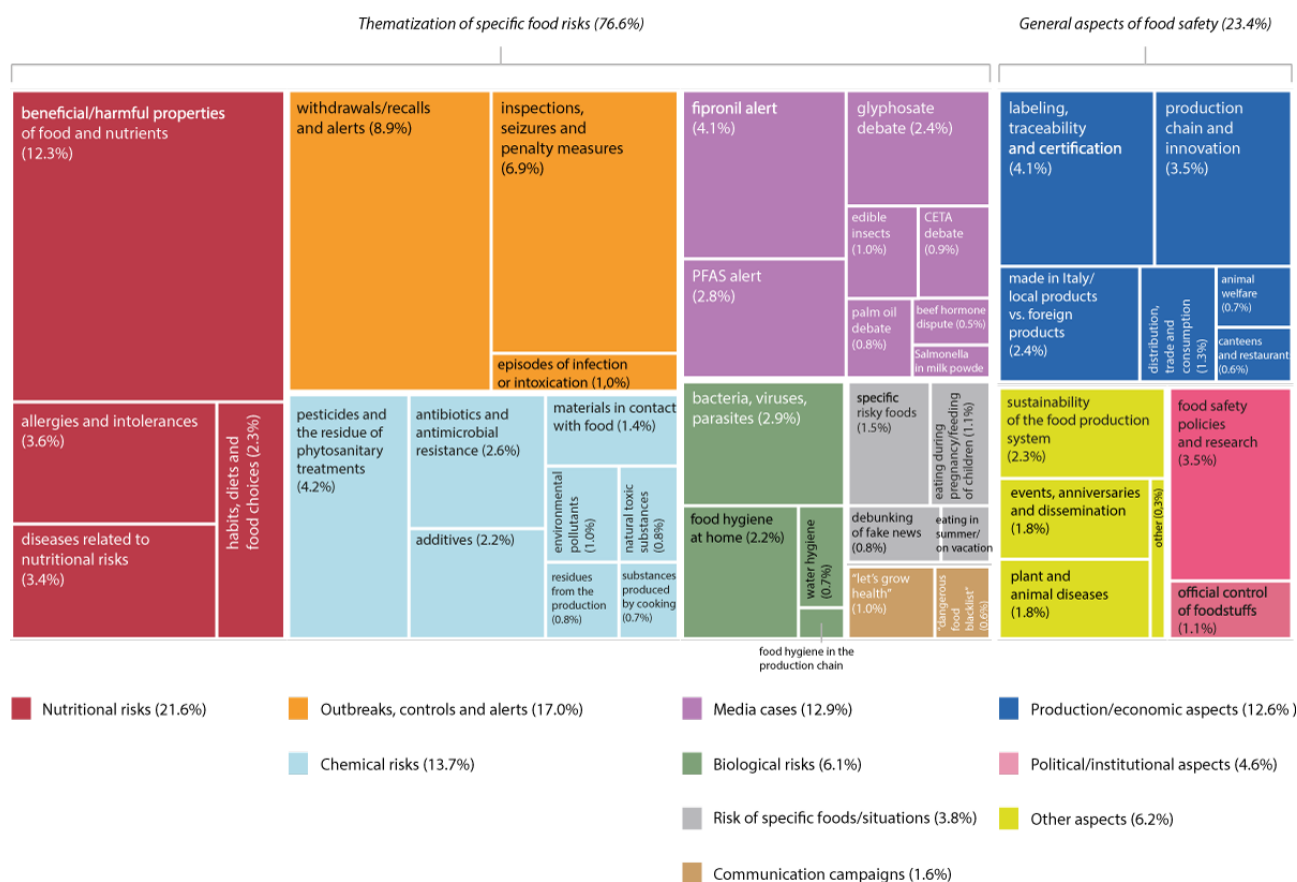 Thematization of specific food risks (76.6%)
General aspects of food safety (23.4%)
beneficial/harmful properties
of food and nutrients
(12.3%)
allergies and intolerances
(3.6%)
diseases related to
nutritional risks
(3.4%)
habits, diets and
food choices (2.3%)
withdrawals/recalls
and alerts (8.9%)
inspections,
seizures and
penalty measures
(6.9%)
episodes of infection
or intoxication (1,0%)
pesticides and
the residue of
phytosanitary
treatments
(4.2%)
antibiotics and
antimicrobial
resistance (2.6%)
additives (2.2%)
materials in contact
with food (1.4%)
environmental
pollutants
(1.0%)
natural toxic
substances
(0.8%)
residues
from the
production
(0.8%)
substances
produced
by cooking
(0.7%)
fipronil alert
(4.1%)
PFAS alert
(2.8%)
glyphosate
debate (2.4%)
edible
insects
(1.0%)
CETA
debate
(0.9%)
palm oil
debate
(0.8%)
beef hormone
dispute (0.5%)
Salmonella
in milk powde
bacteria, viruses,
parasites (2.9%)
food hygiene
at home (2.2%)
water hygiene
(0.7%)
food hygiene in the
production chain
specific
risky foods
(1.5%)
eating during
pregnancy/feeding
of children (1.1%)
debunking
of fake news
(0.8%)
eating in
summer/
on vacation
"let's grow
health"
(1.0%)
"dangerous
food
blacklist"
(0.6%)
labeling,
traceability
and certification
(4.1%)
production
chain and
innovation
(3.5%)
made in Italy/
local products
vs. foreign
products
(2.4%)
distribution,
trade and
consumption
(1.3%)
animal
welfare
(0.7%)
canteens
and restaurant
(0.6%)
sustainability
of the food production
system
(2.3%)
events, anniversaries
and dissemination
(1.8%)
plant and
animal diseases
(1.8%)
other (0.3%)
food safety
policies
and research
(3.5%)
official control
of foodstuffs
(1.1%)
Nutritional risks (21.6%)
Outbreaks, controls and alerts (17.0%)
Chemical risks (13.7%)
Media cases (12.9%)
Biological risks (6.1%)
Risk of specific foods/situations (3.8%)
Communication campaigns (1.6%)
Production/economic aspects (12.6% )
Political/institutional aspects (4.6%)
Other aspects (6.2%)